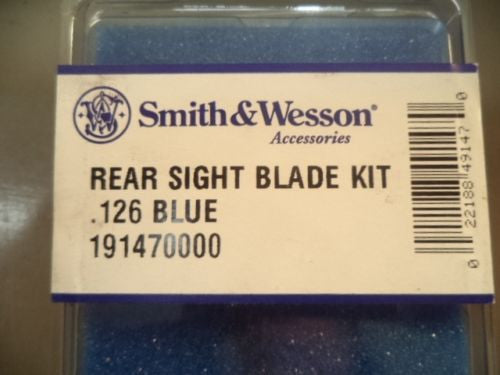 Smith & Wesson®
Accessories
REAR SIGHT BLADE KIT
.126 BLUE
191470000
0 22188 49147 0